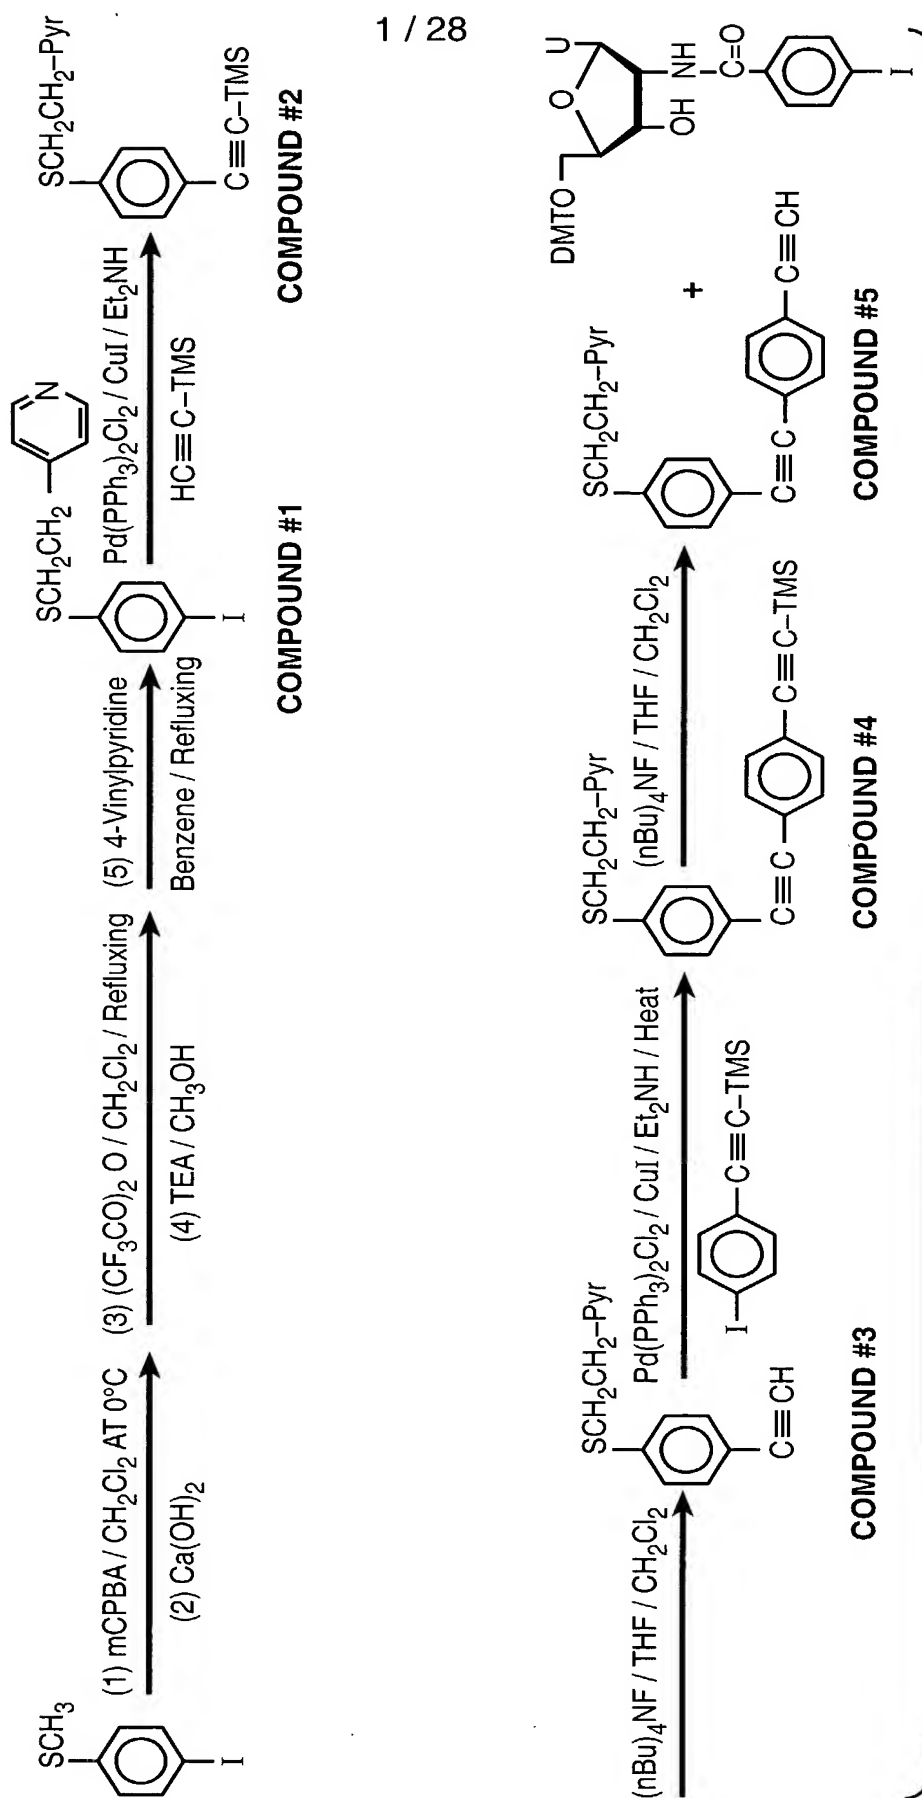 1 / 28
SCH3
I
(1) mCPBA / CH2Cl2 AT 0°C
(2) Ca(OH)2
(3) (CF3CO)2 O / CH2Cl2 / Refluxing
(4) TEA / CH3OH
(5) 4-Vinylpyridine
Benzene / Refluxing
SCH2CH2
N
I
COMPOUND #1
Pd(PPh3)2Cl2 / CuI / Et2NH
HC≡C–TMS
SCH2CH2–Pyr
C≡C–TMS
COMPOUND #2
(nBu)4NF / THF / CH2Cl2
SCH2CH2–Pyr
C≡CH
COMPOUND #3
Pd(PPh3)2Cl2 / CuI / Et2NH / Heat
I
C≡C–TMS
SCH2CH2–Pyr
C≡C
C≡C–TMS
COMPOUND #4
(nBu)4NF / THF / CH2Cl2
SCH2CH2–Pyr
C≡C
C≡CH
COMPOUND #5
+
DMTO
O
U
OH
NH
C=O
I